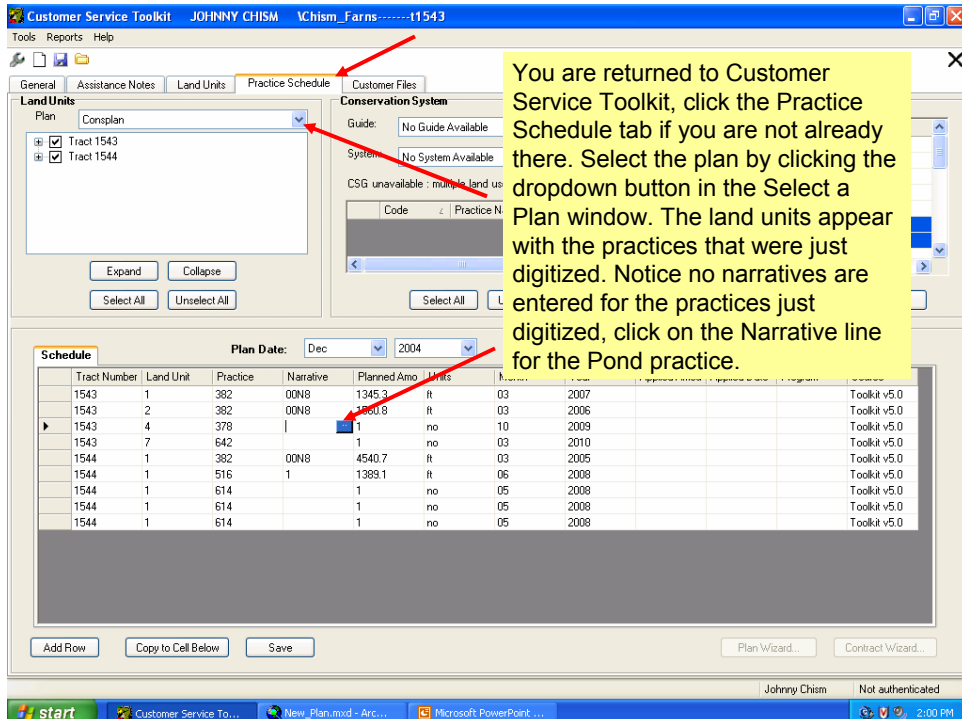 Customer Service Toolkit JOHNNY CHISM \Chism_Farns-------t1543
Tools Reports Help
General Assistance Notes Land Units Practice Schedule Customer Files
Land Units
Plan Consplan
Tract 1543
Tract 1544
Expand Collapse
Select All Unselect All
Conservation System
Guide: No Guide Available
System: No System Available
CSG unavailable : multiple land us
Code Practice N
Select All
You are returned to Customer
Service Toolkit, click the Practice
Schedule tab if you are not already
there. Select the plan by clicking the
dropdown button in the Select a
Plan window. The land units appear
with the practices that were just
digitized. Notice no narratives are
entered for the practices just
digitized, click on the Narrative line
for the Pond practice.
Schedule Plan Date: Dec 2004
Tract Number Land Unit Practice Narrative Planned Amo Units
1543 1 382 00N8 1345.3 ft 03 2007 Toolkit v5.0
1543 2 382 00N8 1560.8 ft 03 2006 Toolkit v5.0
1543 4 378 ... 1 no 10 2009 Toolkit v5.0
1543 7 642 1 no 03 2010 Toolkit v5.0
1544 1 382 00N8 4540.7 ft 03 2005 Toolkit v5.0
1544 1 516 1 1389.1 ft 06 2008 Toolkit v5.0
1544 1 614 1 no 05 2008 Toolkit v5.0
1544 1 614 1 no 05 2008 Toolkit v5.0
1544 1 614 1 no 05 2008 Toolkit v5.0
Add Row Copy to Cell Below Save Plan Wizard... Contract Wizard...
Johnny Chism Not authenticated
start Customer Service To... New_Plan.mxd - Arc... Microsoft PowerPoint ... 2:00 PM